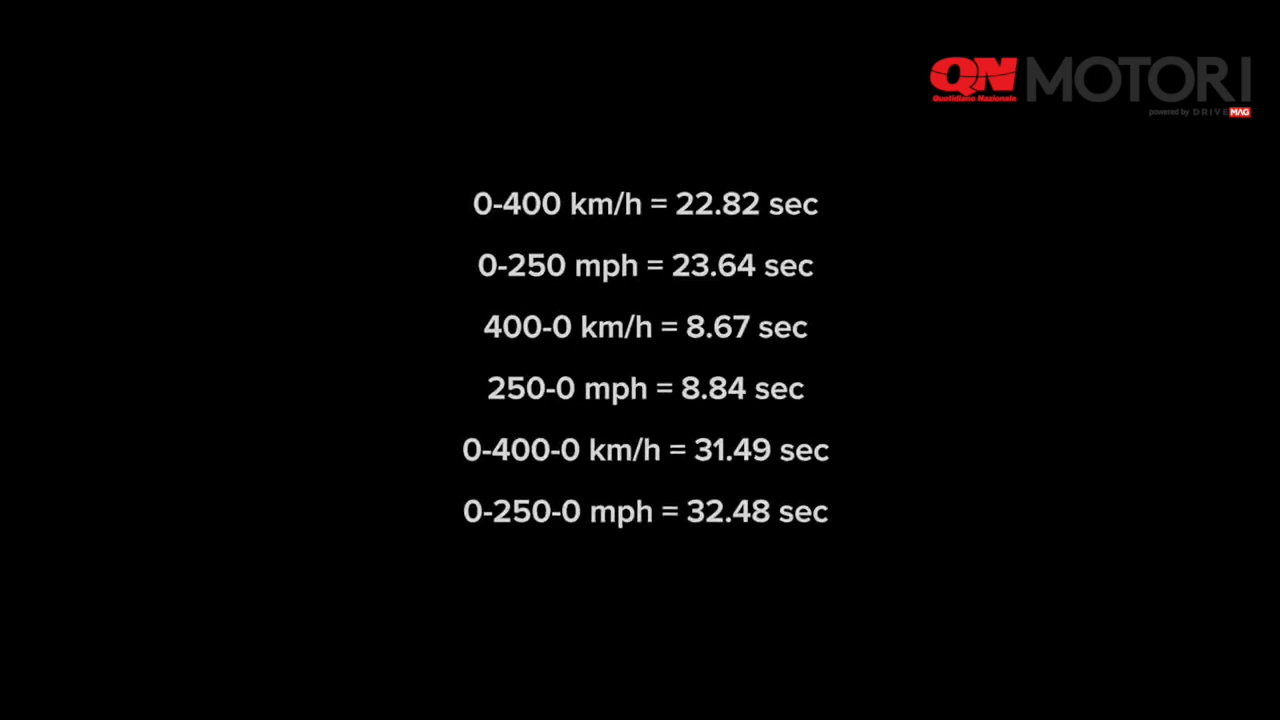 QN MOTORI
Quotidiano Nazionale
powered by DRIVEMAG
0-400 km/h = 22.82 sec
0-250 mph = 23.64 sec
400-0 km/h = 8.67 sec
250-0 mph = 8.84 sec
0-400-0 km/h = 31.49 sec
0-250-0 mph = 32.48 sec